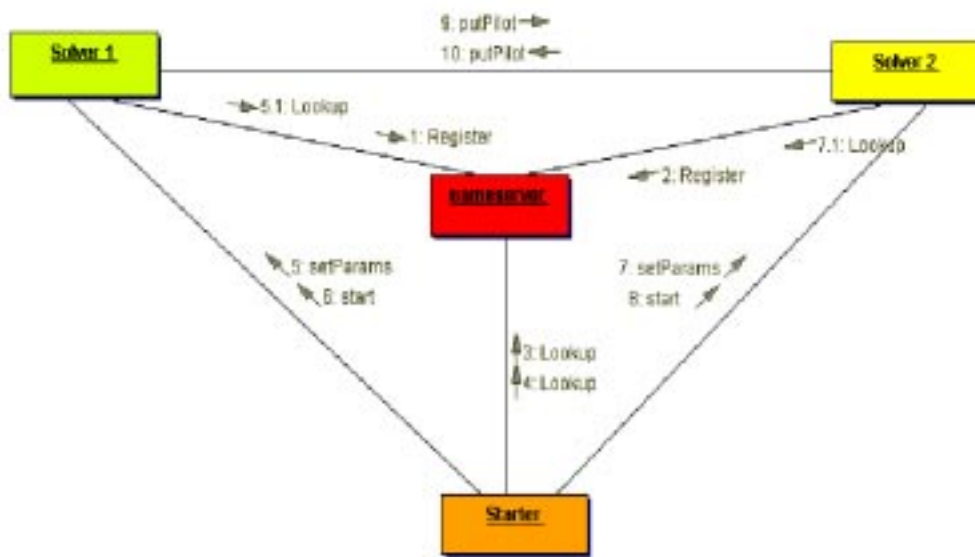 9: putPilot
10: putPilot
Solver 1
Solver 2
5.1: Lookup
1: Register
7.1: Lookup
2: Register
nameserver
5: setParams
6: start
7: setParams
8: start
3: Lookup
4: Lookup
Starter